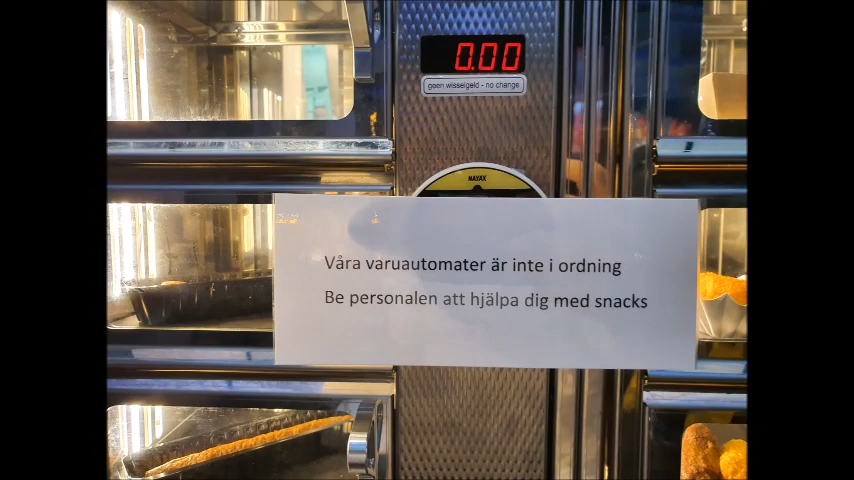 0.00
geen wisselgeld - no change
NAYAX
Våra varuautomater är inte i ordning
Be personalen att hjälpa dig med snacks